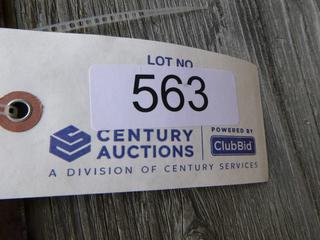 LOT NO
563
CENTURY AUCTIONS
POWERED BY
ClubBid
A DIVISION OF CENTURY SERVICES